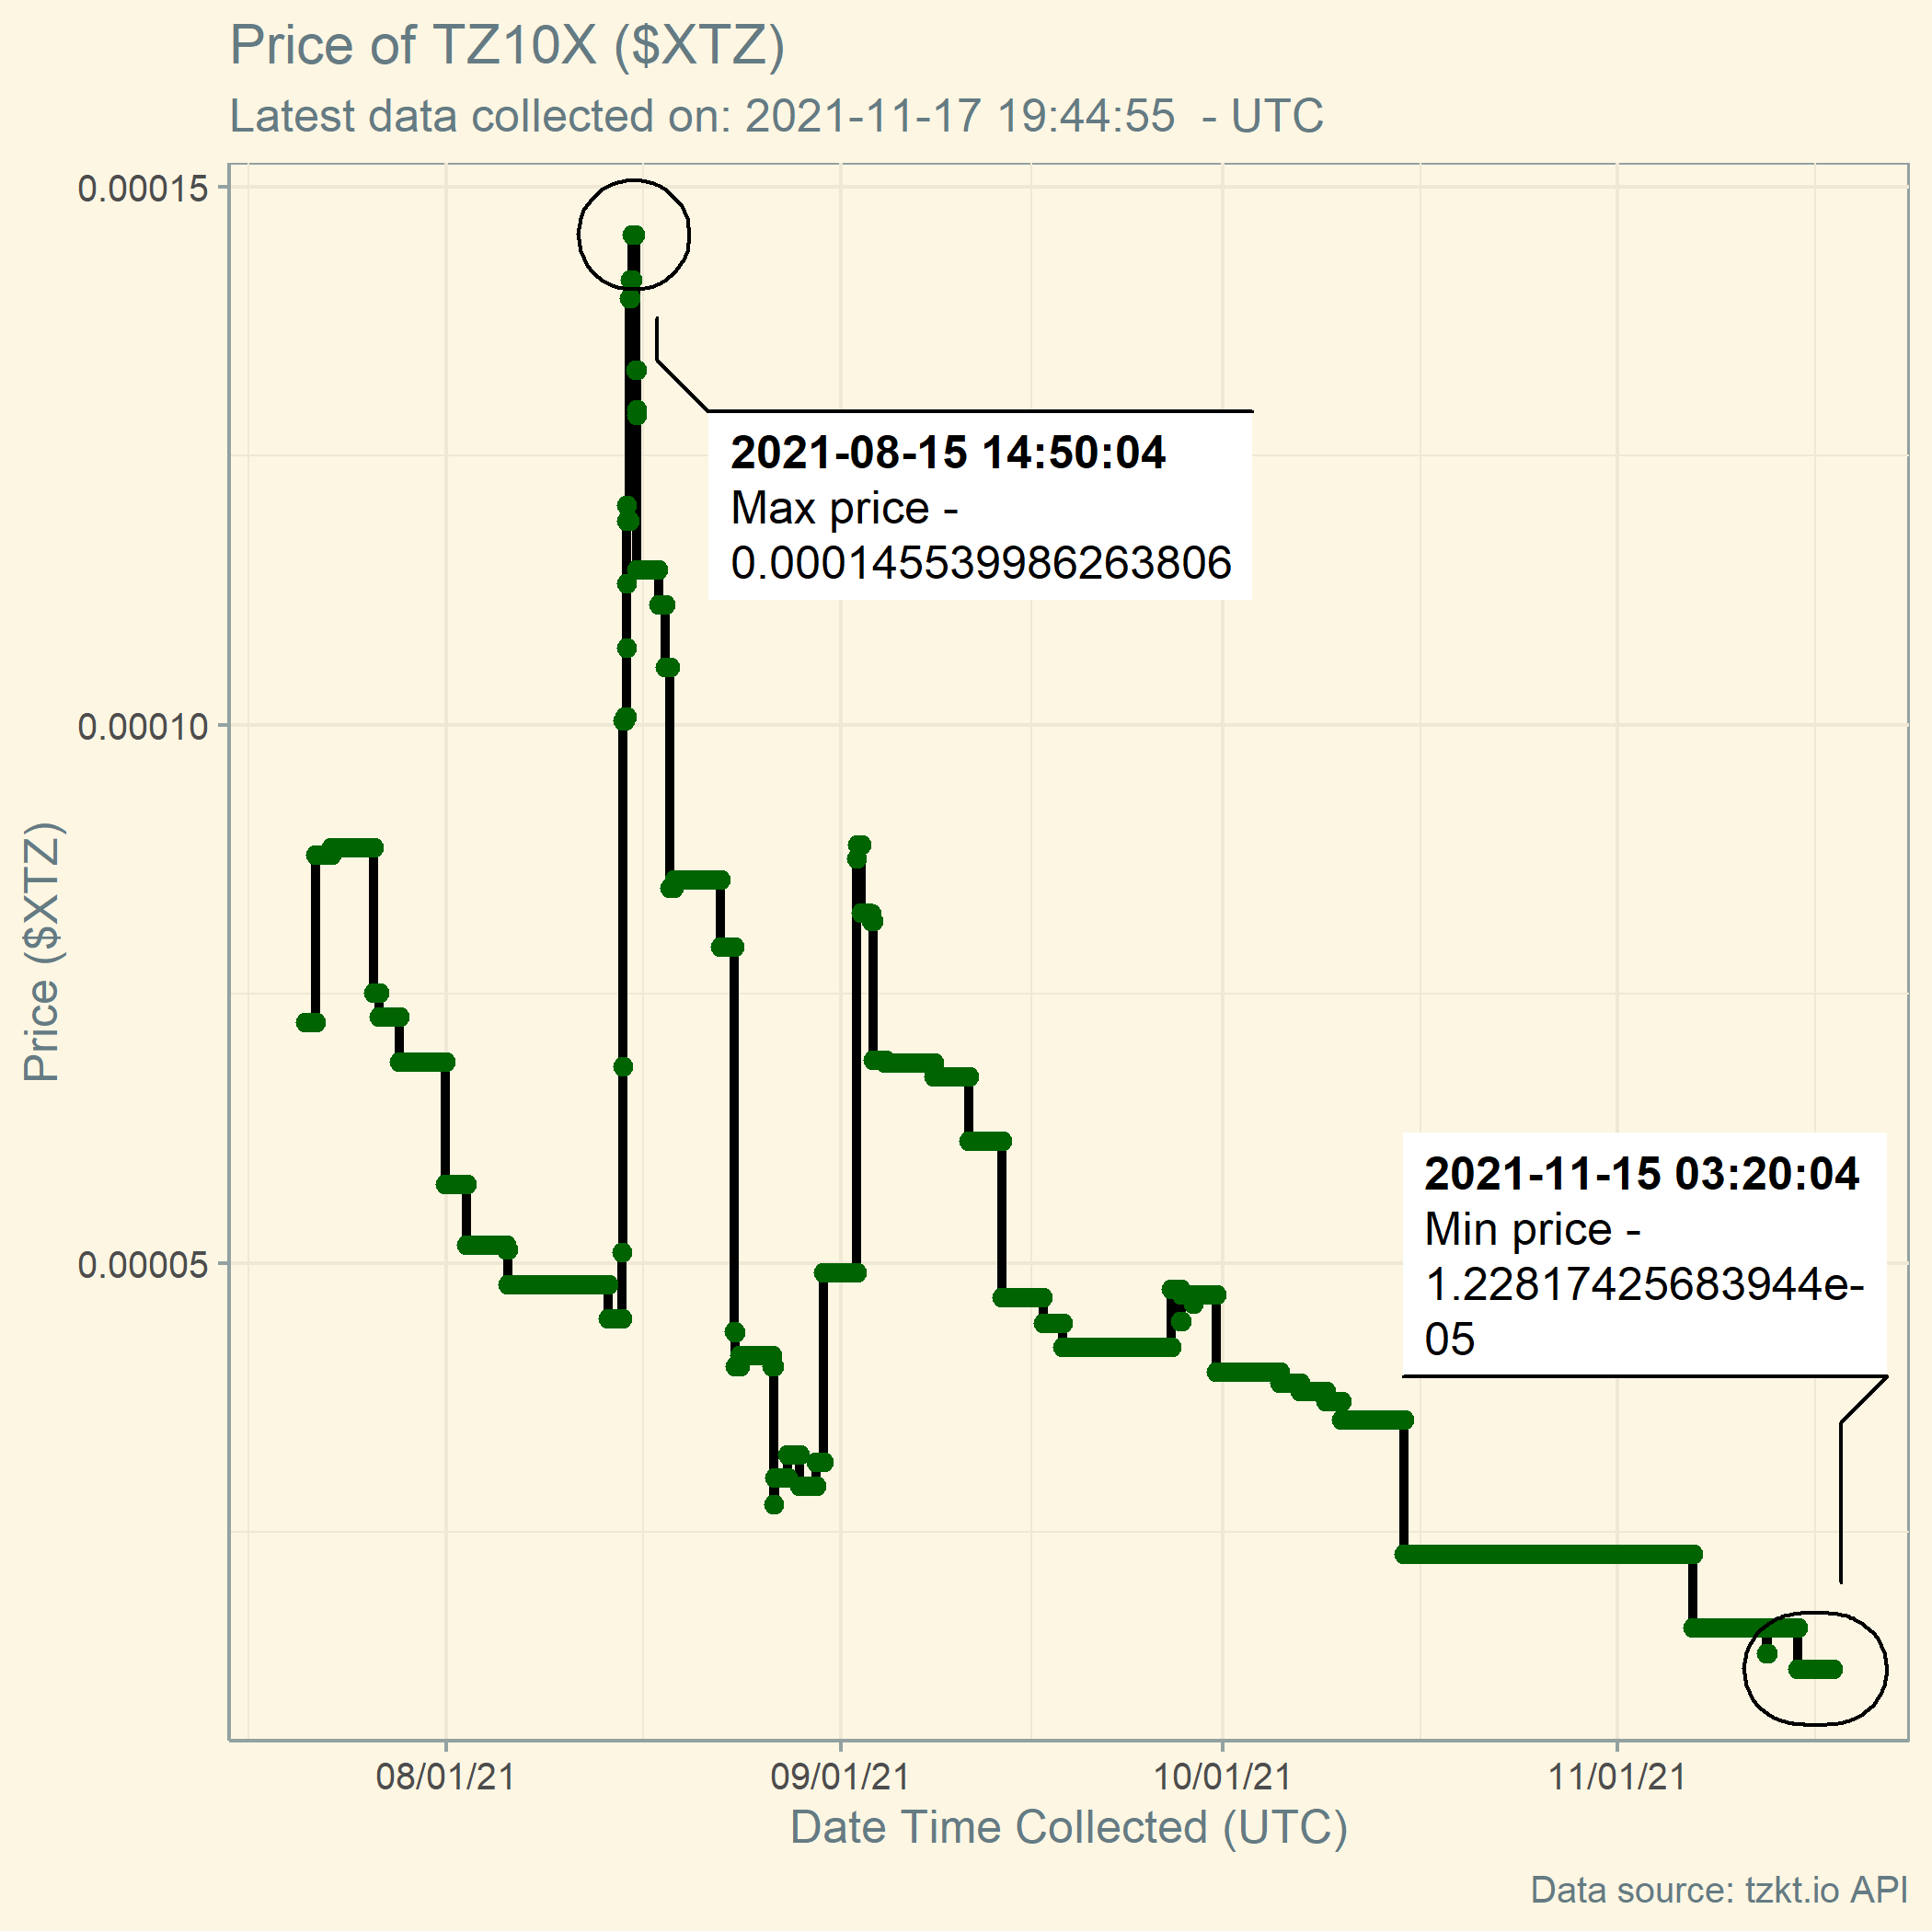 Price of TZ10X ($XTZ)
Latest data collected on: 2021-11-17 19:44:55  - UTC
0.00015
0.00010
0.00005
Price ($XTZ)
2021-08-15 14:50:04
Max price -
0.000145539986263806
2021-11-15 03:20:04
Min price -
1.22817425683944e-
05
08/01/21
09/01/21
10/01/21
11/01/21
Date Time Collected (UTC)
Data source: tzkt.io API